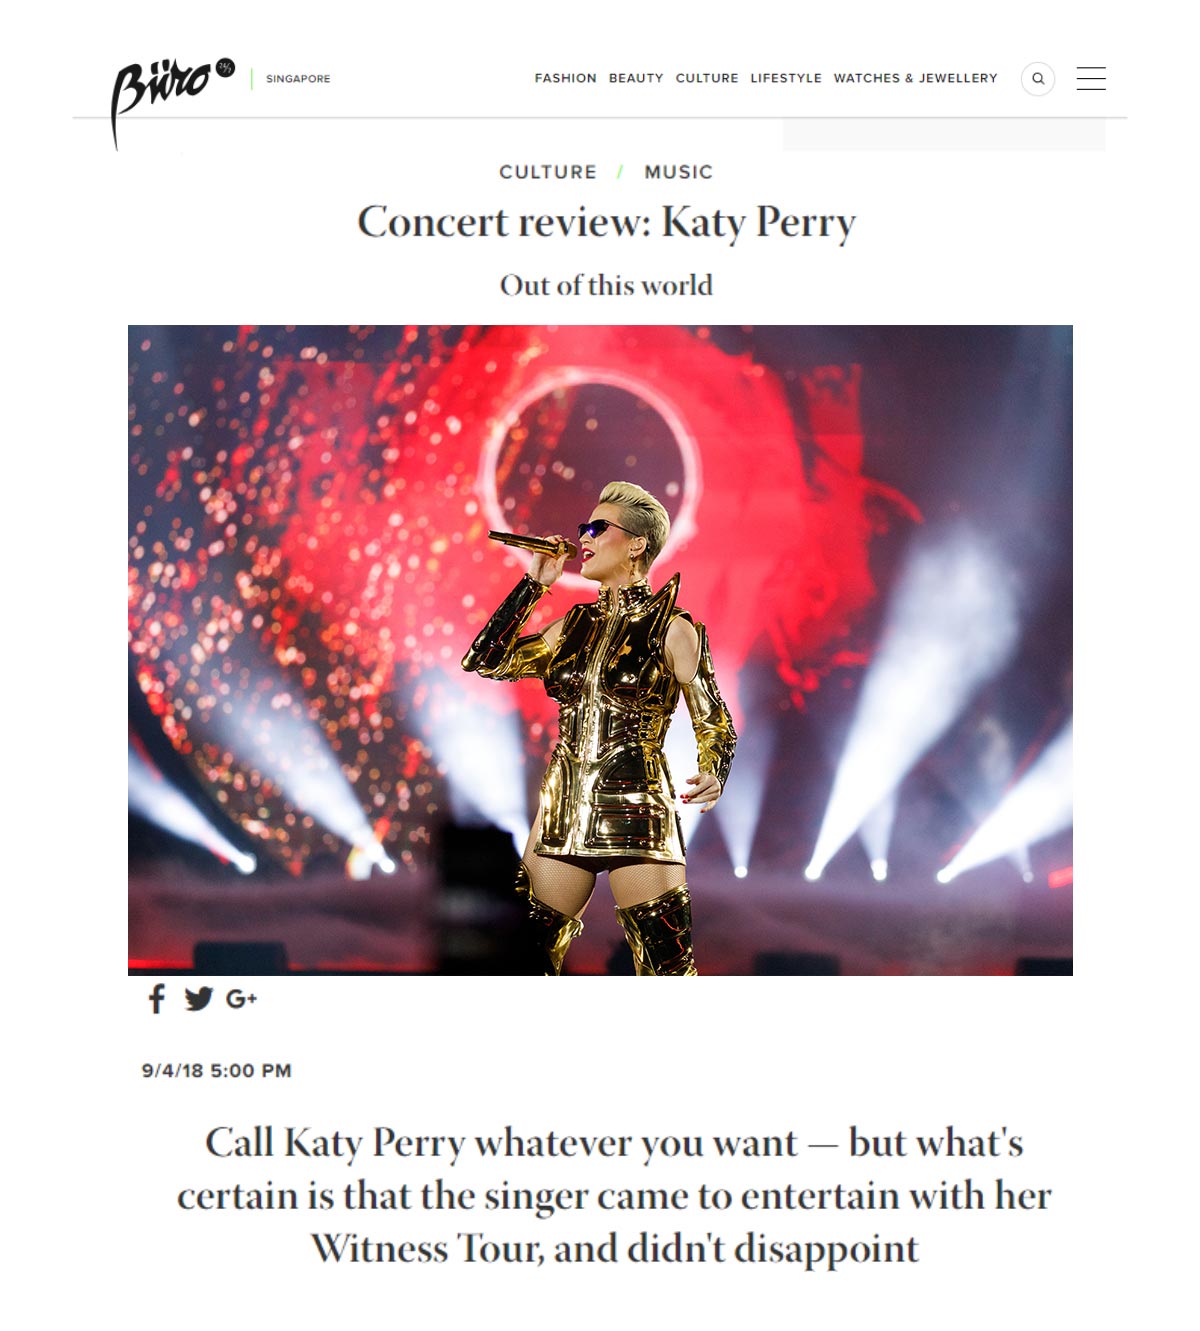 Büro 24/7
SINGAPORE
FASHION BEAUTY CULTURE LIFESTYLE WATCHES & JEWELLERY
CULTURE / MUSIC
Concert review: Katy Perry
Out of this world
G+
9/4/18 5:00 PM
Call Katy Perry whatever you want — but what's
certain is that the singer came to entertain with her
Witness Tour, and didn't disappoint